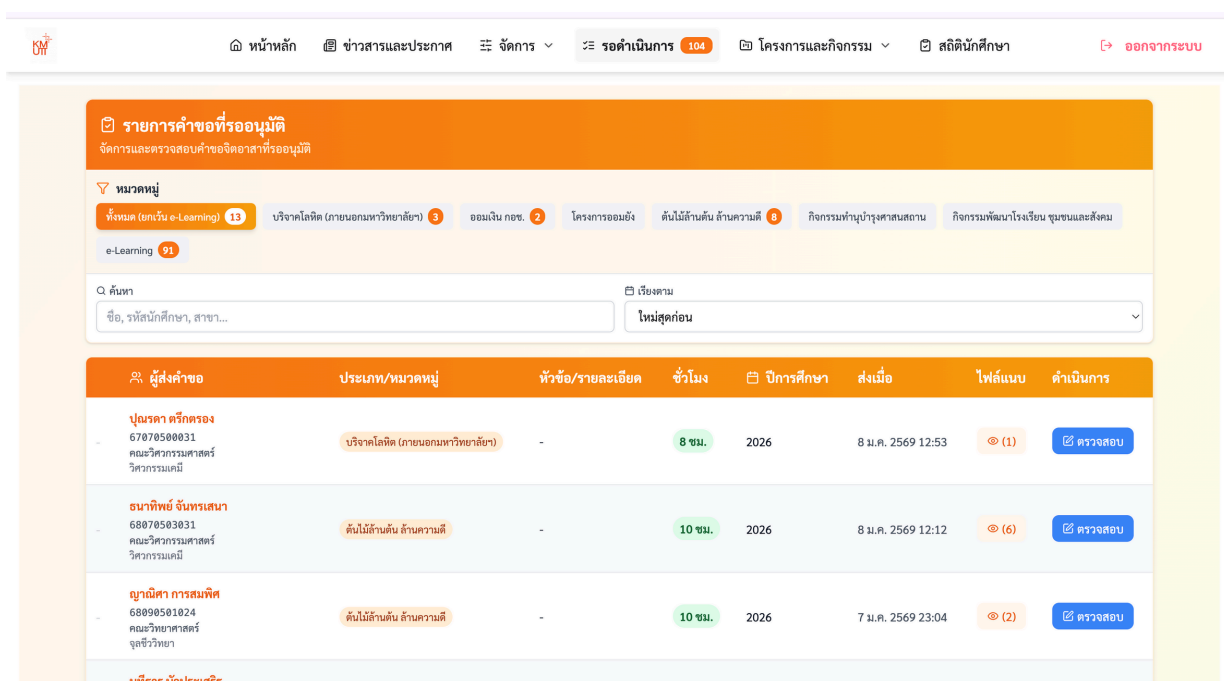 KM
UTT
หน้าหลัก ข่าวสารและประกาศ จัดการ รอดำเนินการ 104 โครงการและกิจกรรม สถิตินักศึกษา ออกจากระบบ
รายการคำขอที่รออนุมัติ
จัดการและตรวจสอบคำขอจิตอาสาที่รออนุมัติ
หมวดหมู่
ทั้งหมด (ยกเว้น e-Learning) 13 บริจาคโลหิต (ภายนอกมหาวิทยาลัยฯ) 3 ออมเงิน กอช. 2 โครงการออมยัง ต้นไม้ล้านต้น ล้านความดี 8 กิจกรรมทำนุบำรุงศาสนสถาน กิจกรรมพัฒนาโรงเรียน ชุมชนและสังคม
e-Learning 91
ค้นหา เรียงตาม
ชื่อ, รหัสนักศึกษา, สาขา... ใหม่สุดก่อน
ผู้ส่งคำขอ ประเภท/หมวดหมู่ หัวข้อ/รายละเอียด ชั่วโมง ปีการศึกษา ส่งเมื่อ ไฟล์แนบ ดำเนินการ
ปุณรดา ตรึกตรอง
67070500031
คณะวิศวกรรมศาสตร์
วิศวกรรมเคมี
- บริจาคโลหิต (ภายนอกมหาวิทยาลัยฯ) - 8 ชม. 2026 8 ม.ค. 2569 12:53 (1) ตรวจสอบ
ธนาทิพย์ จันทรเสนา
68070503031
คณะวิศวกรรมศาสตร์
วิศวกรรมเคมี
- ต้นไม้ล้านต้น ล้านความดี - 10 ชม. 2026 8 ม.ค. 2569 12:12 (6) ตรวจสอบ
ญาณิศา การสมพิศ
68090501024
คณะวิทยาศาสตร์
จุลชีววิทยา
- ต้นไม้ล้านต้น ล้านความดี - 10 ชม. 2026 7 ม.ค. 2569 23:04 (2) ตรวจสอบ